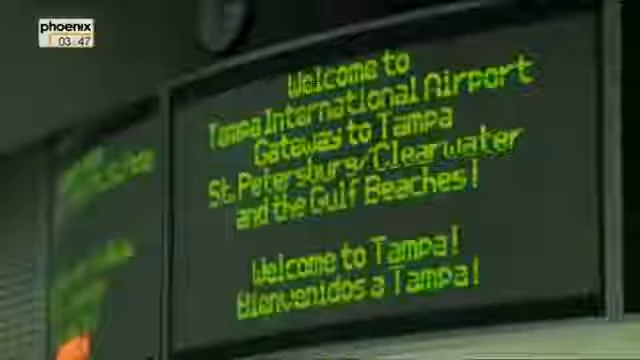 phoenix
03:47
Welcome to
Tampa International Airport
Gateway to Tampa
St. Petersburg/Clearwater
and the Gulf Beaches!
Welcome to Tampa!
Bienvenidos a Tampa!